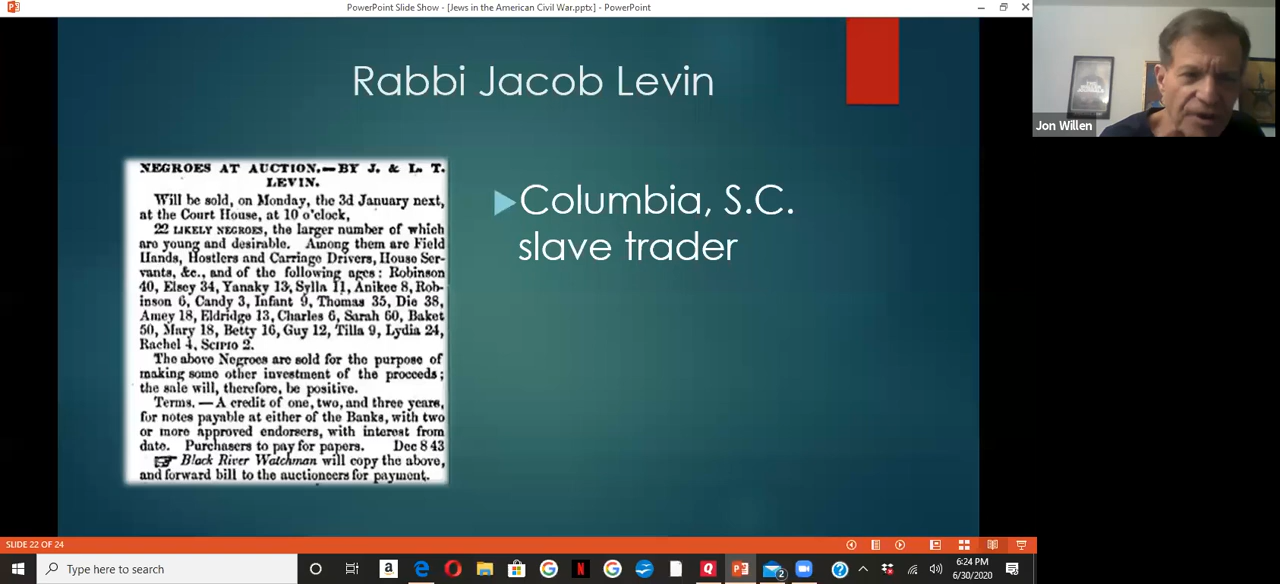 PowerPoint Slide Show - [Jews in the American Civil War.pptx] - PowerPoint
Rabbi Jacob Levin
NEGROES AT AUCTION.—BY J. & L. T.
LEVIN.
Will be sold, on Monday, the 3d January next,
at the Court House, at 10 o'clock,
22 LIKELY NEGROES, the larger number of which
are young and desirable. Among them are Field
Hands, Hostlers and Carriage Drivers, House Ser-
vants, &c., and of the following ages: Robinson
40, Elsey 34, Yanaky 13, Sylla 11, Anikee 8, Rob-
inson 6, Candy 3, Infant 9, Thomas 35, Die 38,
Amey 18, Eldridge 13, Charles 6, Sarah 60, Baket
50, Mary 18, Betty 16, Guy 12, Tilla 9, Lydia 24,
Rachel 4, Scipio 2.
The above Negroes are sold for the purpose of
making some other investment of the proceeds;
the sale will, therefore, be positive.
Terms.—A credit of one, two, and three years,
for notes payable at either of the Banks, with two
or more approved endorsers, with interest from
date. Purchasers to pay for papers. Dec 8 43
Black River Watchman will copy the above,
and forward bill to the auctioneers for payment.
Columbia, S.C.
slave trader
Jon Willen
SLIDE 22 OF 24
Type here to search
2
6:24 PM
6/30/2020